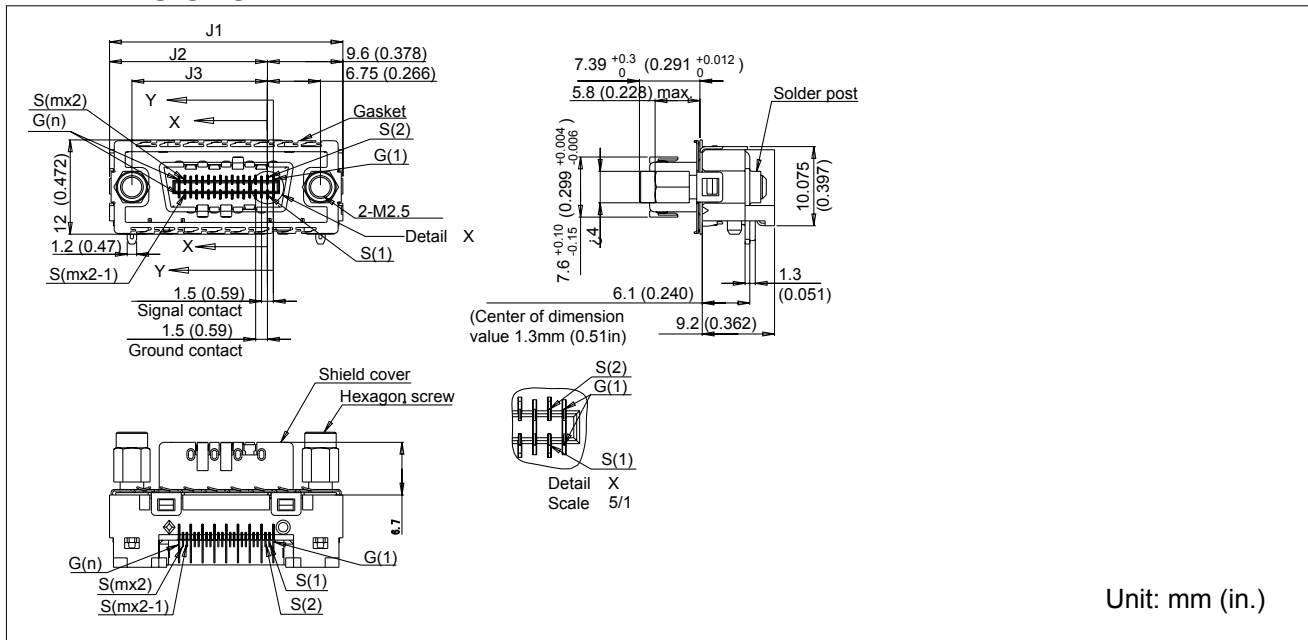 J1
J2
9.6 (0.378)
J3
6.75 (0.266)
S(mx2)
Y
G(n)
X
Gasket
S(2)
G(1)
12 (0.472)
2-M2.5
Detail X
1.2 (0.47)
X
S(1)
S(mx2-1)
Y
1.5 (0.59)
Signal contact
1.5 (0.59)
Ground contact
7.39 +0.3 0 (0.291 +0.012 0 )
5.8 (0.228) max.
Solder post
7.6 +0.10 -0.15 (0.299 +0.004 -0.006 )
¿4
10.075 (0.397)
1.3 (0.051)
6.1 (0.240)
(Center of dimension
value 1.3mm (0.51in)
9.2 (0.362)
Shield cover
Hexagon screw
6.7
G(n)
G(1)
S(mx2)
S(1)
S(mx2-1)
S(2)
S(2)
G(1)
S(1)
Detail X
Scale 5/1
Unit: mm (in.)